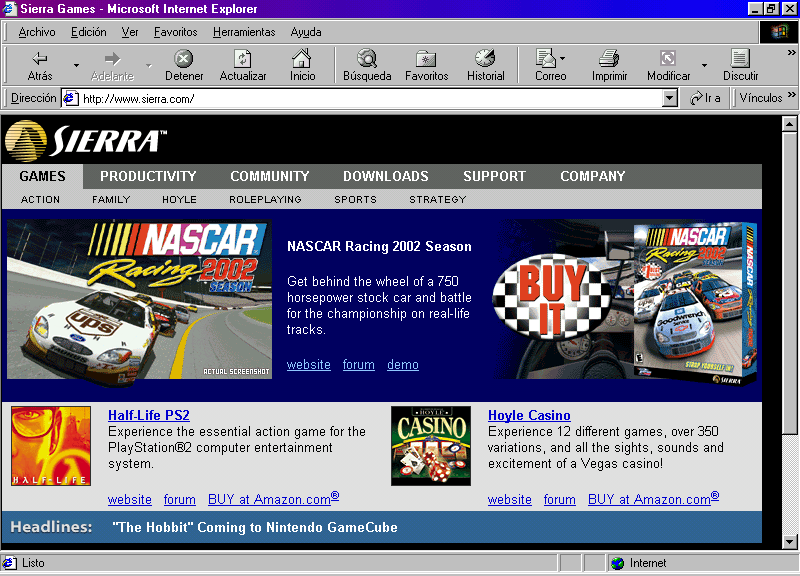 Sierra Games - Microsoft Internet Explorer
Archivo Edición Ver Favoritos Herramientas Ayuda
Atrás Adelante Detener Actualizar Inicio Búsqueda Favoritos Historial Correo Imprimir Modificar Discutir
Dirección http://www.sierra.com/ Ir a Vínculos
SIERRA™
GAMES PRODUCTIVITY COMMUNITY DOWNLOADS SUPPORT COMPANY
ACTION FAMILY HOYLE ROLEPLAYING SPORTS STRATEGY
NASCAR
Racing 2002
SEASON
ups
ACTUAL SCREENSHOT
NASCAR Racing 2002 Season
Get behind the wheel of a 750
horsepower stock car and battle
for the championship on real-life
tracks.
website forum demo
BUY
IT
NASCAR
Racing 2002
SEASON
Goodwrench
STRAP YOURSELF IN!
SIERRA
HALF-LIFE
Half-Life PS2
Experience the essential action game for the
PlayStation®2 computer entertainment
system.
website forum BUY at Amazon.com®
HOYLE
CASINO
Hoyle Casino
Experience 12 different games, over 350
variations, and all the sights, sounds and
excitement of a Vegas casino!
website forum BUY at Amazon.com®
Headlines: "The Hobbit" Coming to Nintendo GameCube
Listo Internet